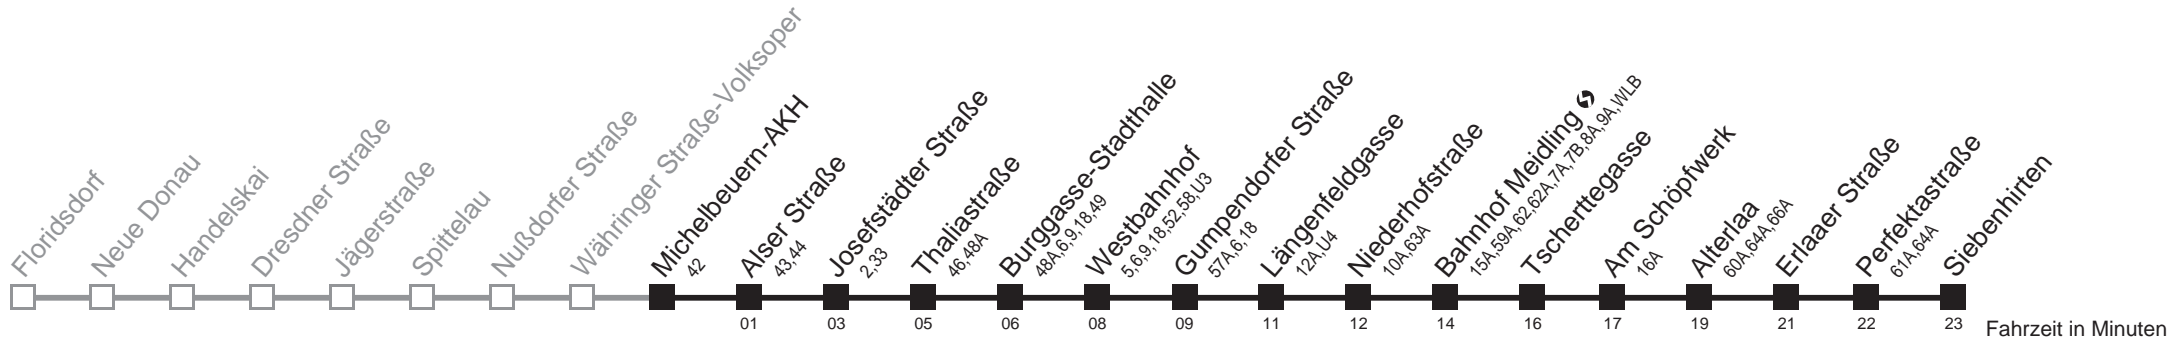 Floridsdorf
Neue Donau
Handelskai
Dresdner Straße
Jägerstraße
Spittelau
Nußdorfer Straße
Währinger Straße-Volksoper
Michelbeuern-AKH
42
Alser Straße
43,44
Josefstädter Straße
2,33
Thaliastraße
46,48A
Burggasse-Stadthalle
48A,6,9,18,49
Westbahnhof
5,6,9,18,52,58,U3
Gumpendorfer Straße
57A,6,18
Längenfeldgasse
12A,U4
Niederhofstraße
10A,63A
Bahnhof Meidling
15A,59A,62,62A,7A,7B,8A,9A,WLB
Tscherttegasse
Am Schöpfwerk
16A
Alterlaa
60A,64A,66A
Erlaaer Straße
Perfektastraße
61A,64A
Siebenhirten
01 03 05 06 08 09 11 12 14 16 17 19 21 22 23 Fahrzeit in Minuten